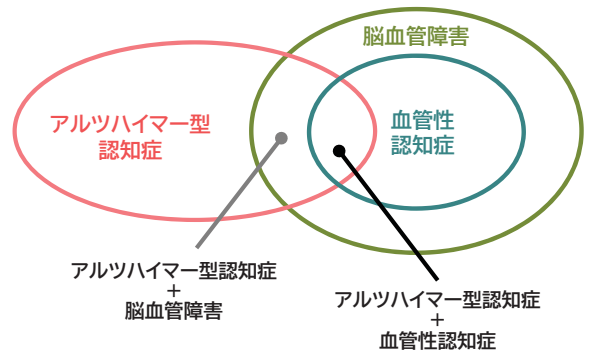 脳血管障害
アルツハイマー型
認知症
血管性
認知症
アルツハイマー型認知症
+
脳血管障害
アルツハイマー型認知症
+
血管性認知症